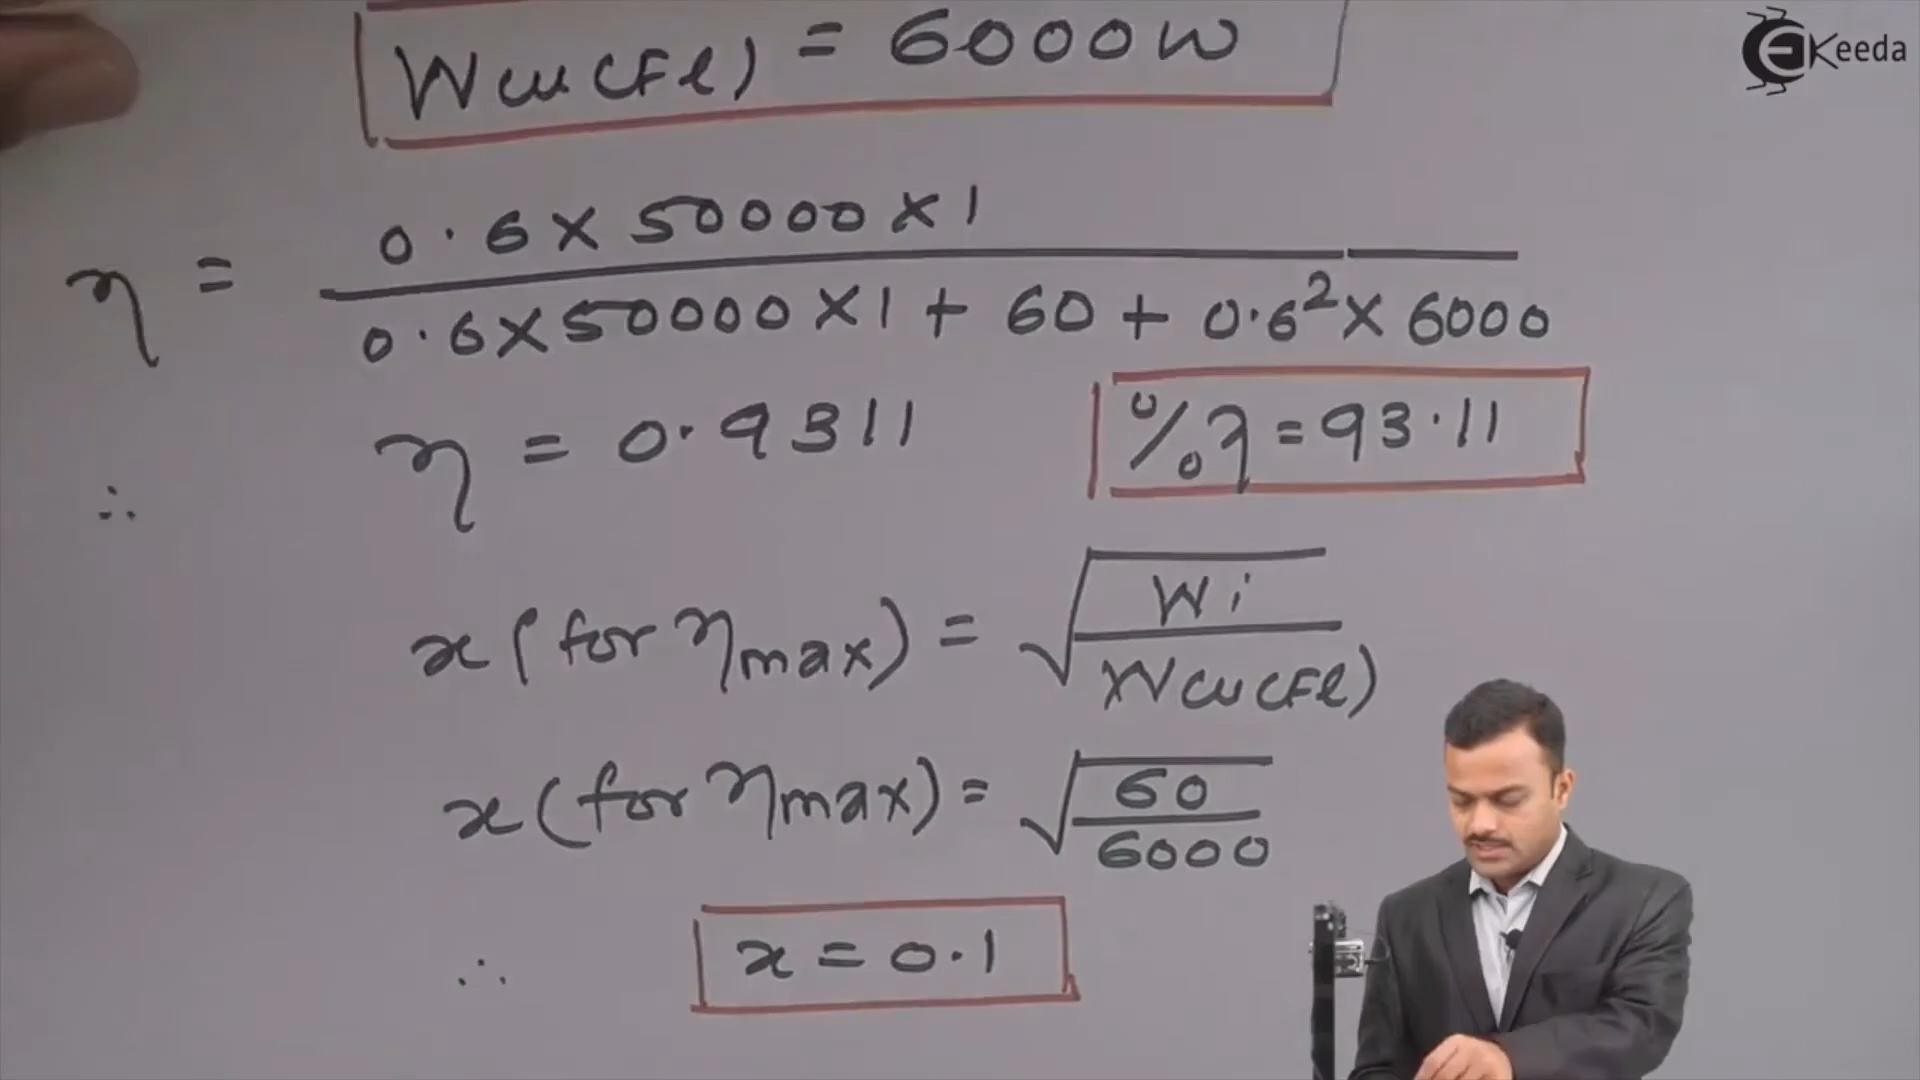 Wcu(Fl) = 6000W
EKeeda
η = 0.6 × 50000 × 1 / 0.6 × 50000 × 1 + 60 + 0.6² × 6000
∴ η = 0.9311
%η = 93.11
x(for ηmax) = √Wi / Wcu(Fl)
x(for ηmax) = √60 / 6000
∴ x = 0.1